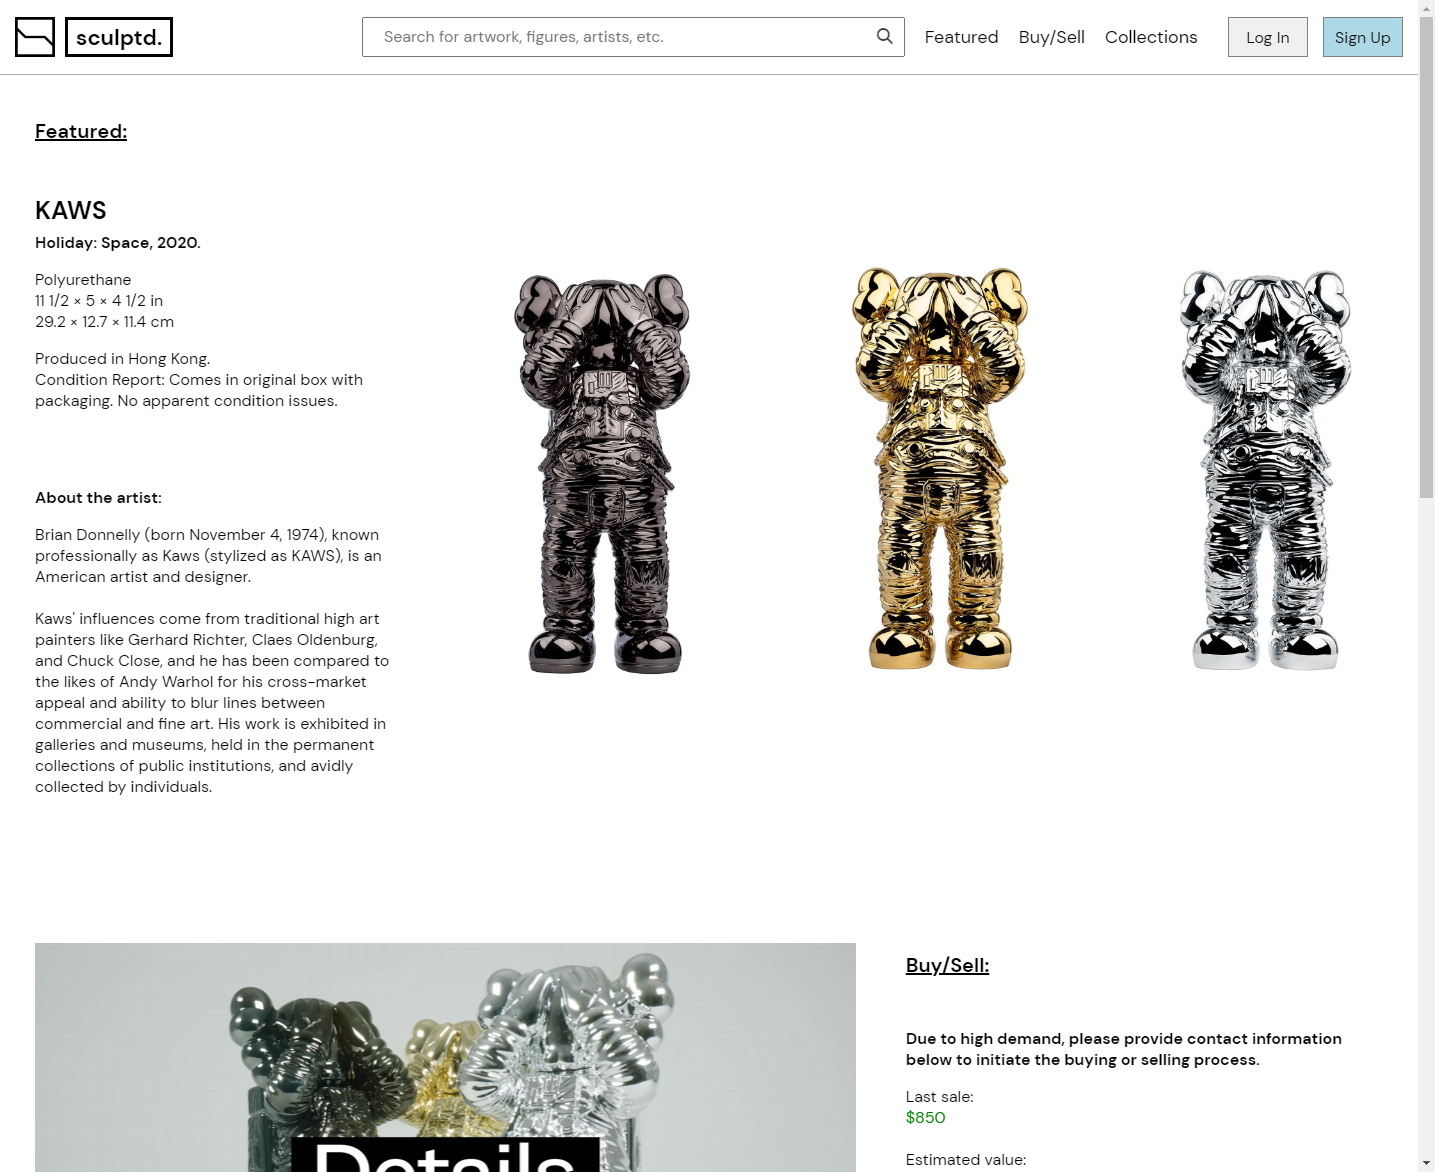 sculptd.
Search for artwork, figures, artists, etc.
Featured
Buy/Sell
Collections
Log In
Sign Up
Featured:
KAWS
Holiday: Space, 2020.
Polyurethane
11 1/2 × 5 × 4 1/2 in
29.2 × 12.7 × 11.4 cm
Produced in Hong Kong.
Condition Report: Comes in original box with
packaging. No apparent condition issues.
About the artist:
Brian Donnelly (born November 4, 1974), known
professionally as Kaws (stylized as KAWS), is an
American artist and designer.
Kaws' influences come from traditional high art
painters like Gerhard Richter, Claes Oldenburg,
and Chuck Close, and he has been compared to
the likes of Andy Warhol for his cross-market
appeal and ability to blur lines between
commercial and fine art. His work is exhibited in
galleries and museums, held in the permanent
collections of public institutions, and avidly
collected by individuals.
Details
Buy/Sell:
Due to high demand, please provide contact information
below to initiate the buying or selling process.
Last sale:
$850
Estimated value: